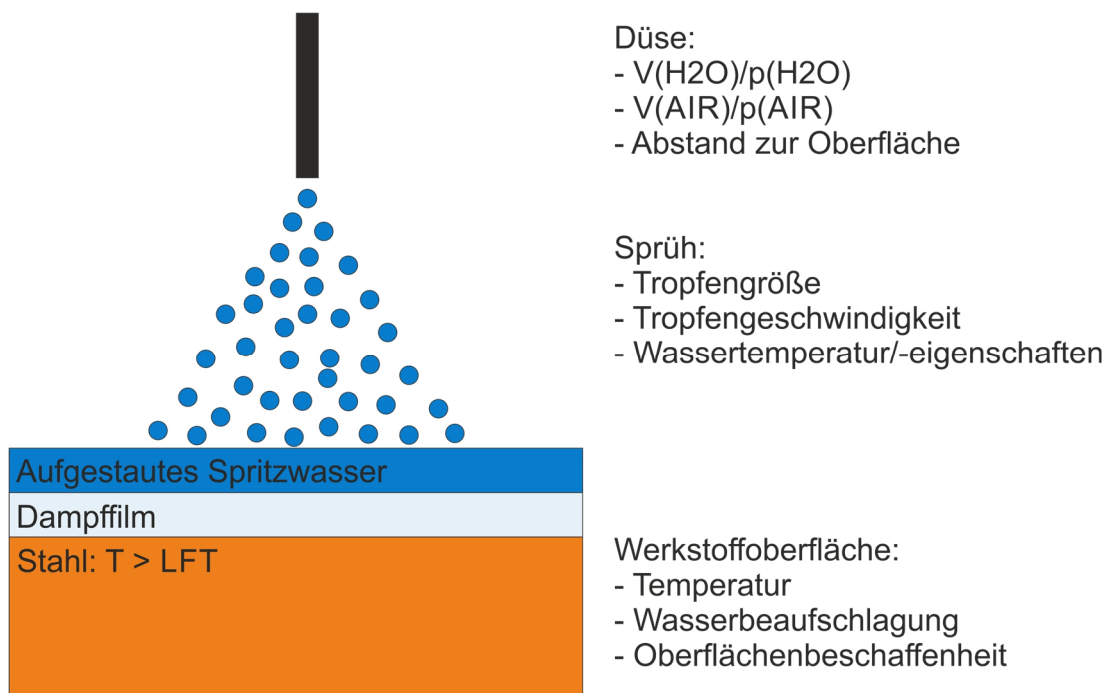 Düse:
- V(H2O)/p(H2O)
- V(AIR)/p(AIR)
- Abstand zur Oberfläche
Sprüh:
- Tropfengröße
- Tropfengeschwindigkeit
- Wassertemperatur/-eigenschaften
Aufgestautes Spritzwasser
Dampffilm
Stahl: T > LFT
Werkstoffoberfläche:
- Temperatur
- Wasserbeaufschlagung
- Oberflächenbeschaffenheit